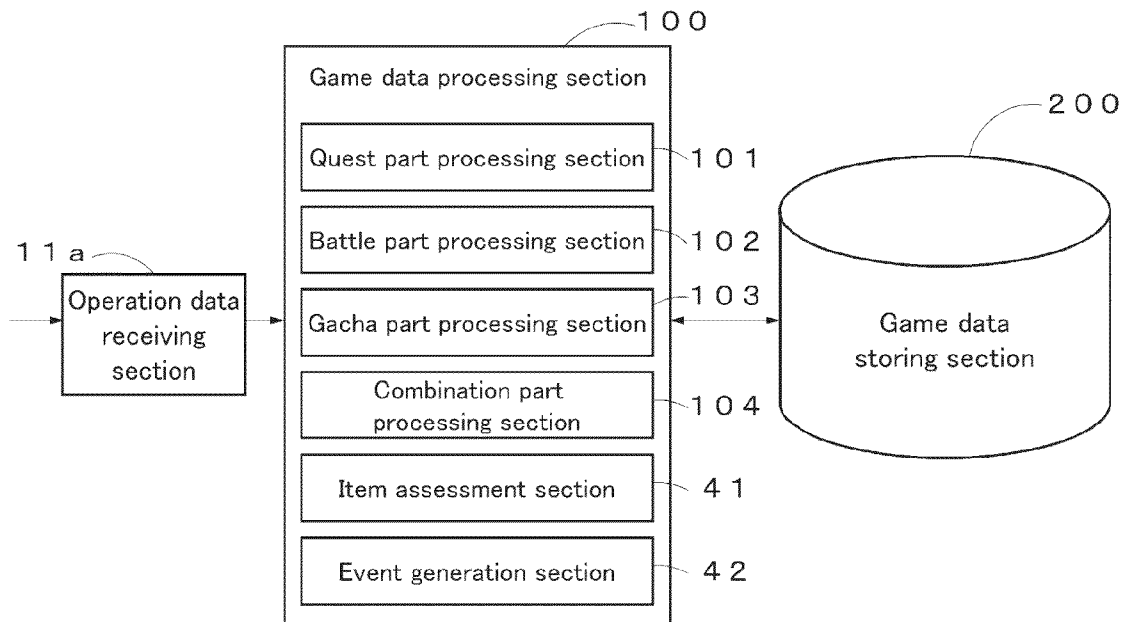 100
Game data processing section
200
Quest part processing section
101
Battle part processing section
102
11a
Operation data
receiving
section
Gacha part processing section
103
Game data
storing section
Combination part
processing section
104
Item assessment section
41
Event generation section
42